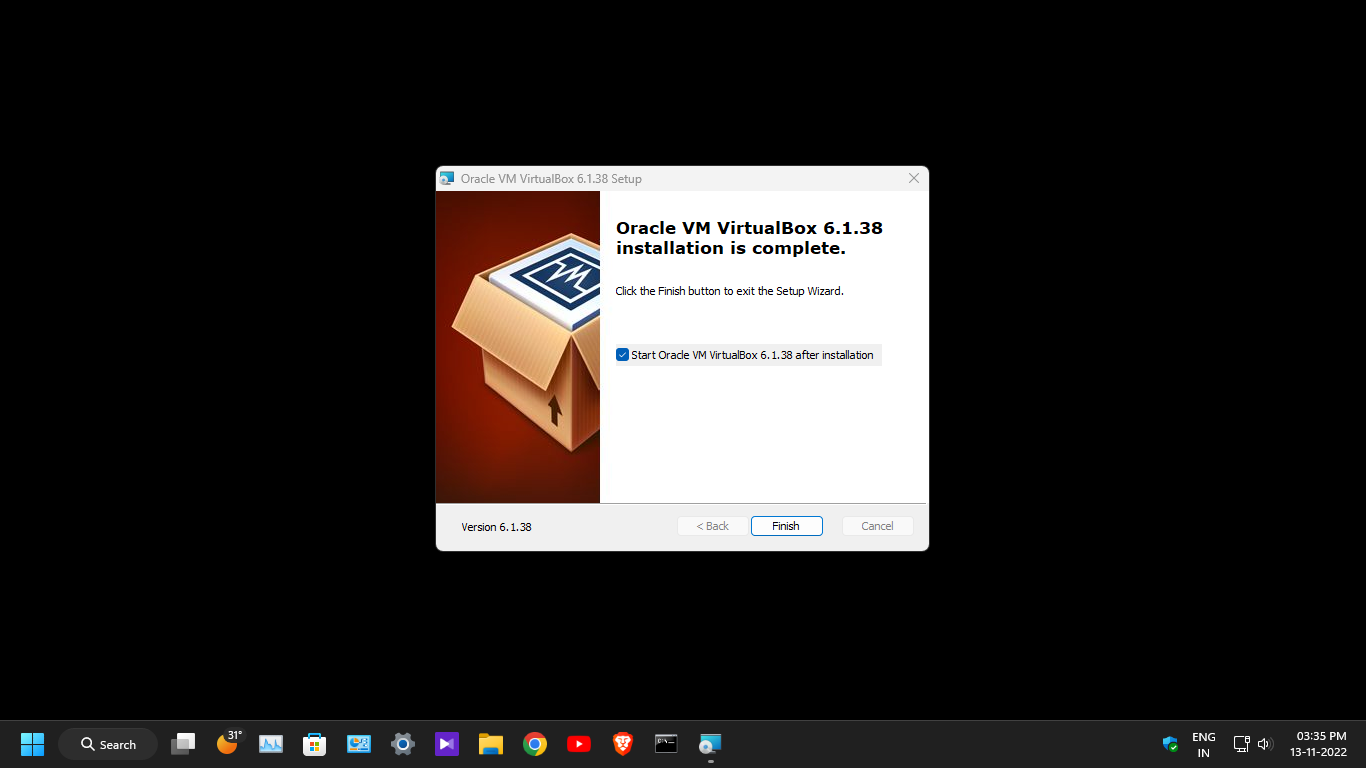 Oracle VM VirtualBox 6.1.38 Setup
Oracle VM VirtualBox 6.1.38
installation is complete.
Click the Finish button to exit the Setup Wizard.
Start Oracle VM VirtualBox 6.1.38 after installation
Version 6.1.38
< Back
Finish
Cancel
Search
31°
ENG
IN
03:35 PM
13-11-2022